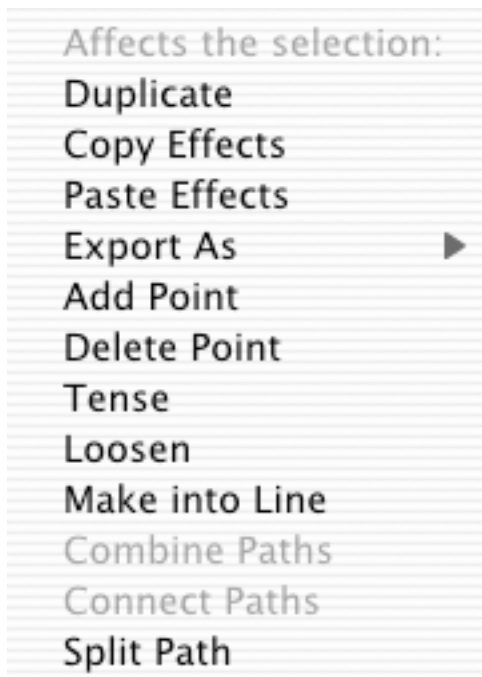 Affects the selection:
Duplicate
Copy Effects
Paste Effects
Export As
Add Point
Delete Point
Tense
Loosen
Make into Line
Combine Paths
Connect Paths
Split Path